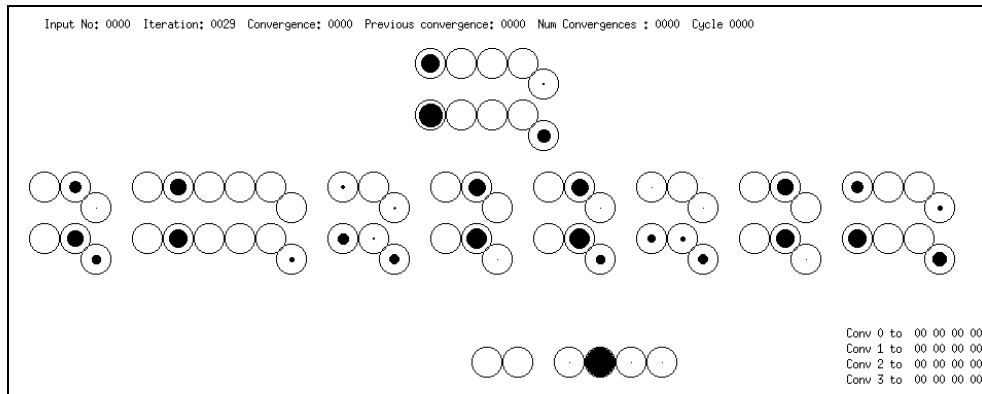 Input No: 0000 Iteration: 0029 Convergence: 0000 Previous convergence: 0000 Num Convergences : 0000 Cycle 0000
Conv 0 to 00 00 00 00
Conv 1 to 00 00 00 00
Conv 2 to 00 00 00 00
Conv 3 to 00 00 00 00